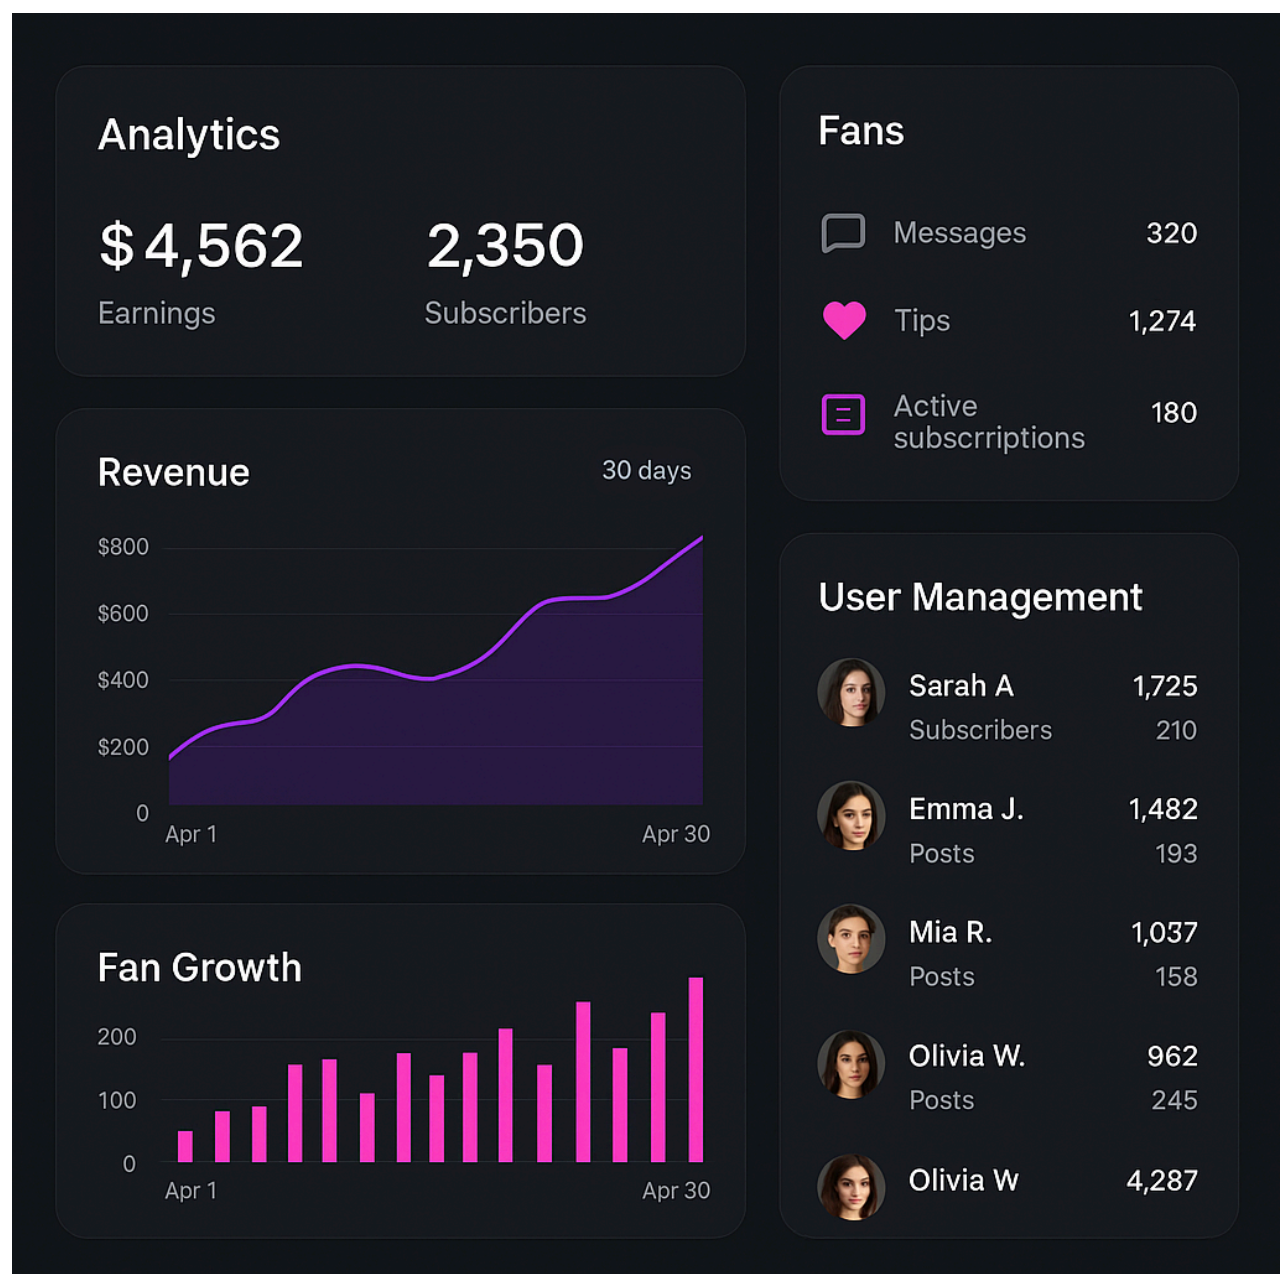 Analytics
$4,562 2,350
Earnings Subscribers
Revenue 30 days
$800
$600
$400
$200
0
Apr 1 Apr 30
Fan Growth
200
100
0
Apr 1 Apr 30
Fans
Messages 320
Tips 1,274
Active 180
subscrriptions
User Management
Sarah A 1,725
Subscribers 210
Emma J. 1,482
Posts 193
Mia R. 1,037
Posts 158
Olivia W. 962
Posts 245
Olivia W 4,287